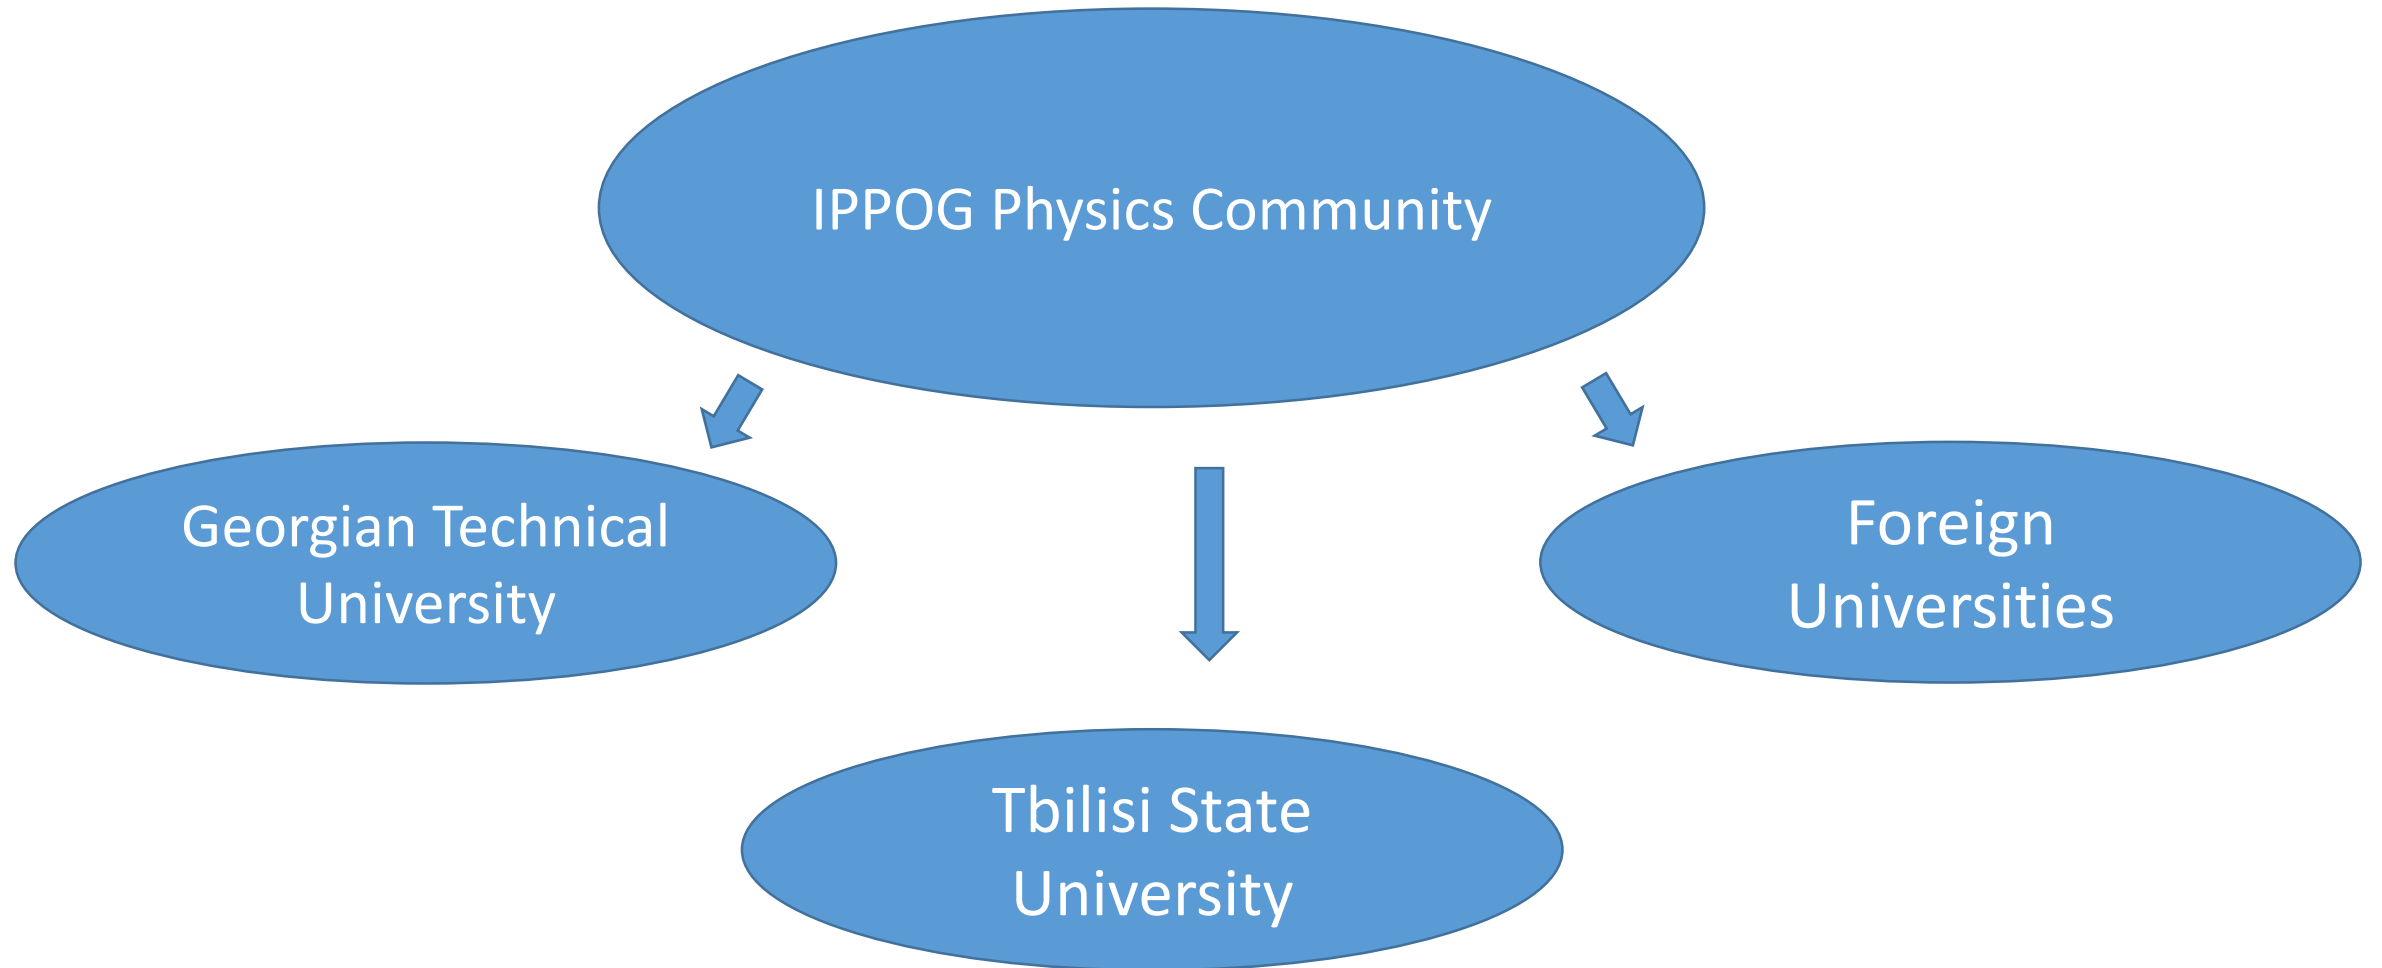 IPPOG Physics Community
Georgian Technical
University
Foreign
Universities
Tbilisi State
University